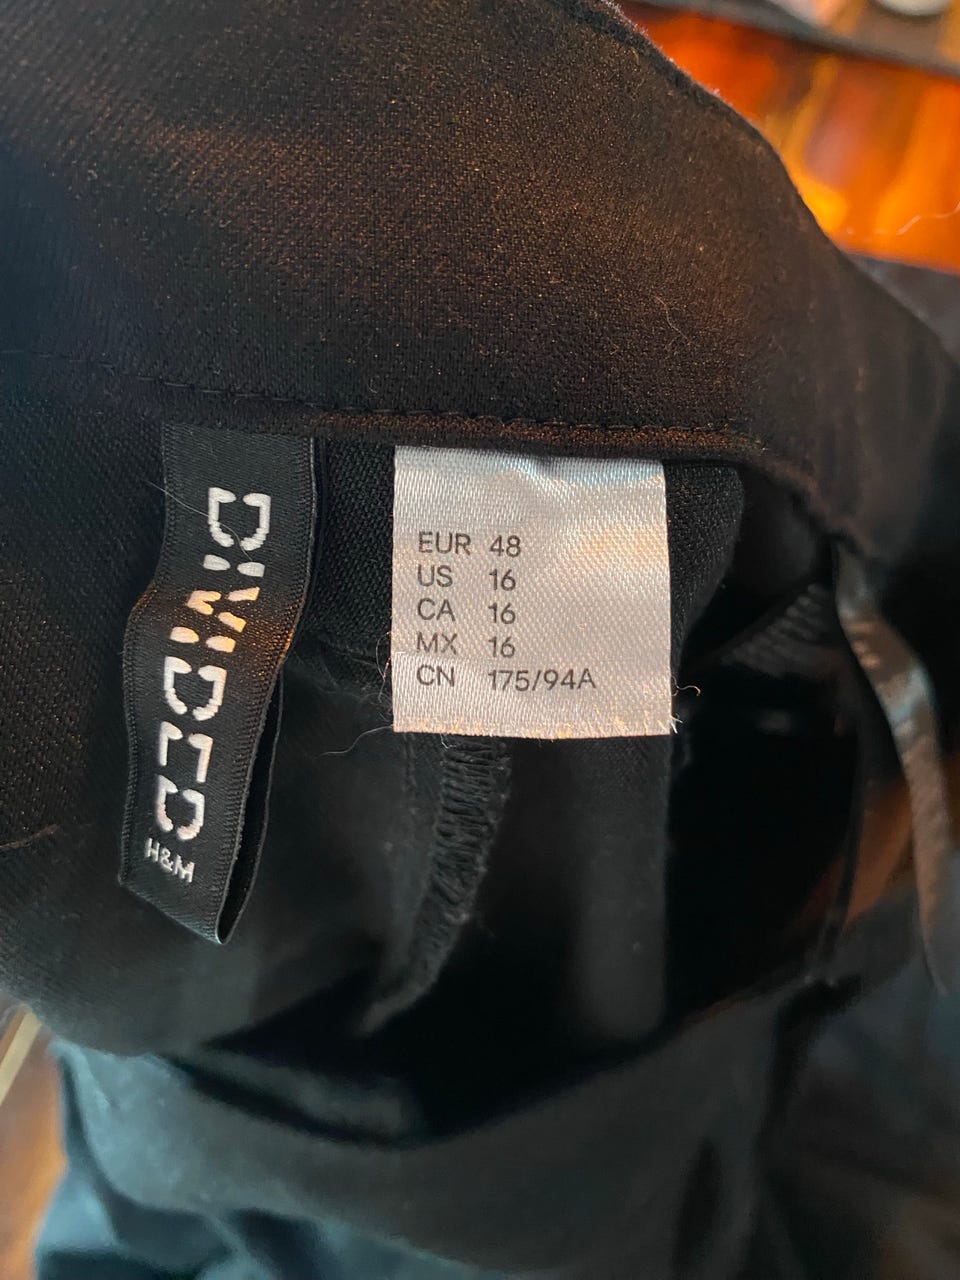 DIVIDED
H&M
EUR 48
US 16
CA 16
MX 16
CN 175/94A